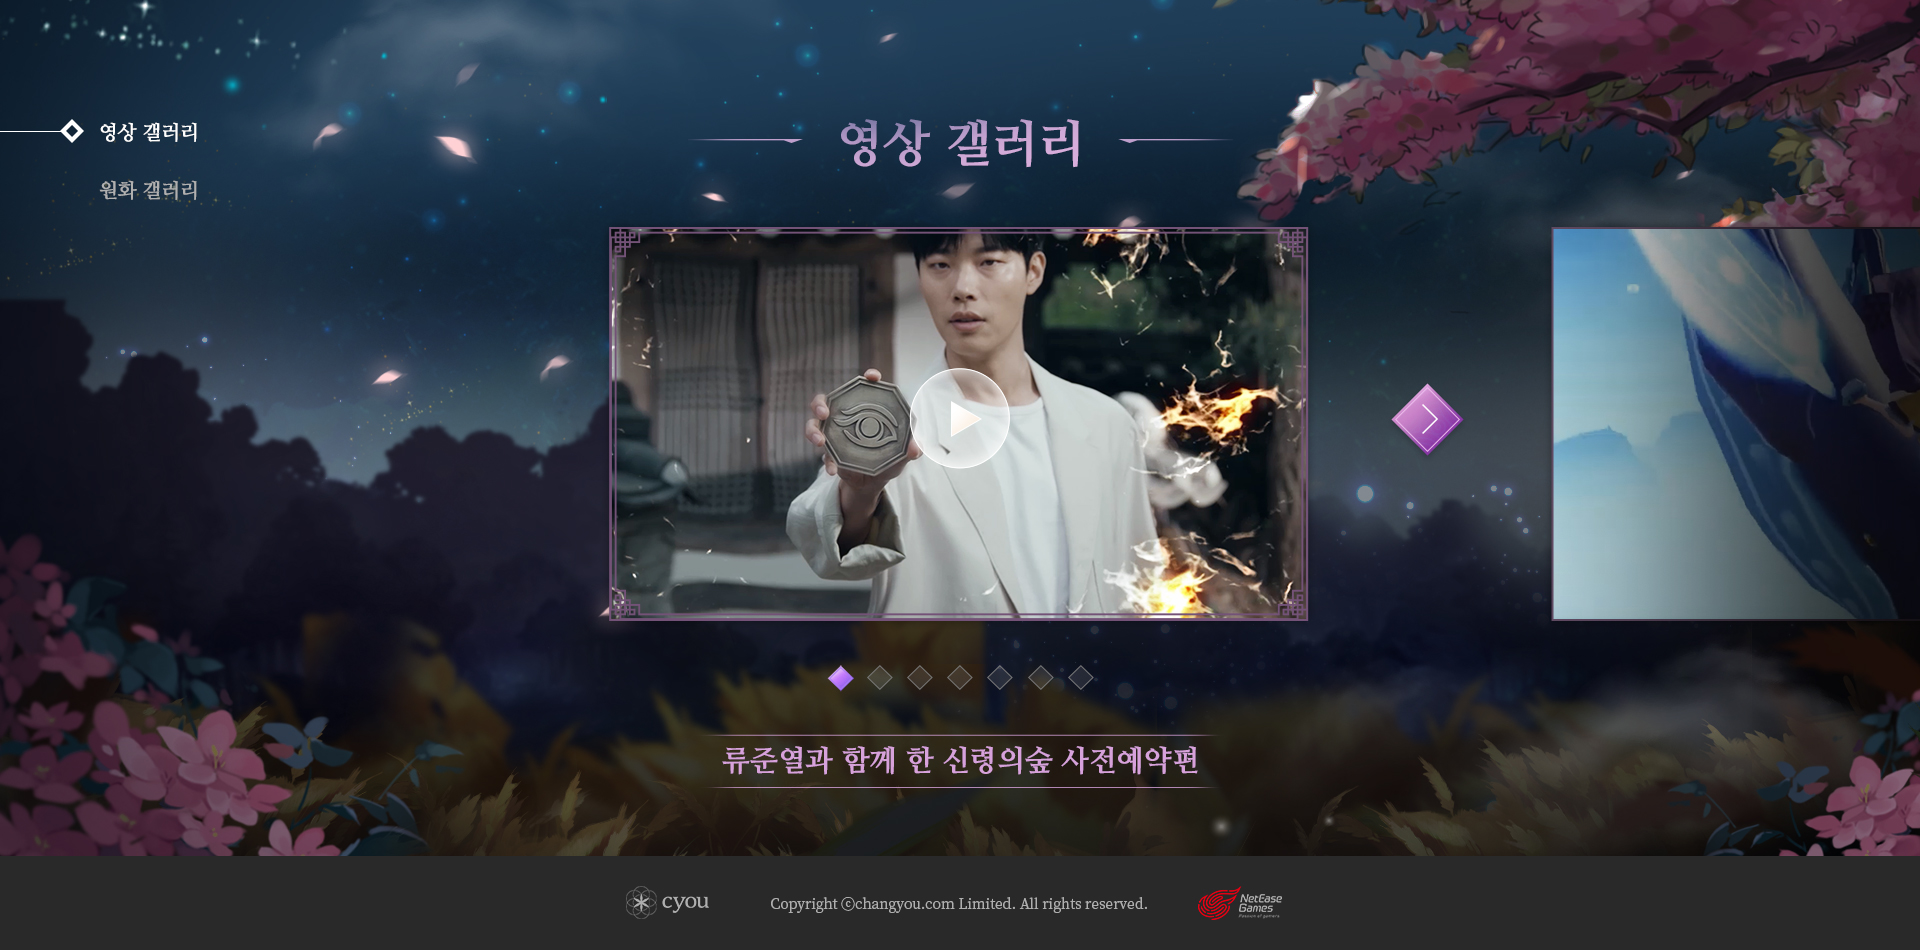 영상 갤러리
원화 갤러리
영상 갤러리
류준열과 함께 한 신령의숲 사전예약편
cyou
Copyright ⓒchangyou.com Limited. All rights reserved.
NetEase
Games